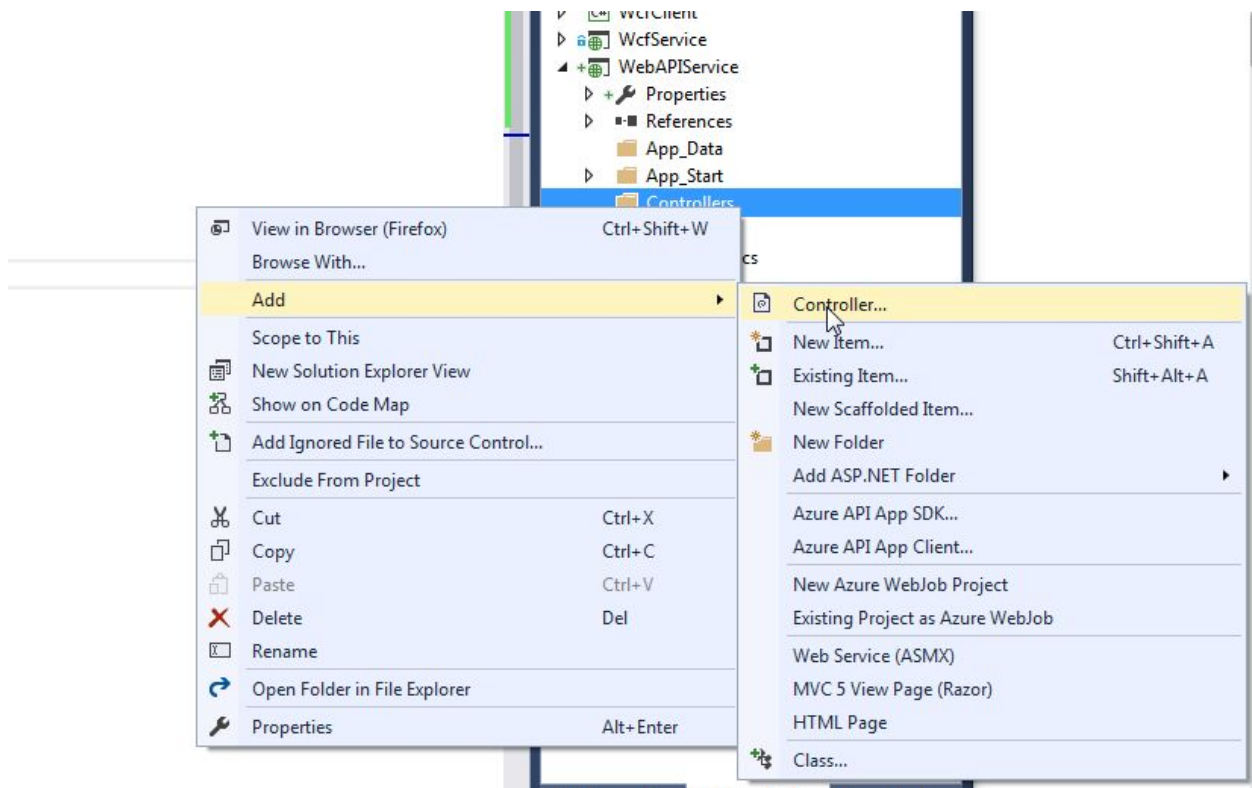 WcfClient
WcfService
WebAPIService
Properties
References
App_Data
App_Start
Controllers
cs
View in Browser (Firefox) Ctrl+Shift+W
Browse With...
Add
Scope to This
New Solution Explorer View
Show on Code Map
Add Ignored File to Source Control...
Exclude From Project
Cut Ctrl+X
Copy Ctrl+C
Paste Ctrl+V
Delete Del
Rename
Open Folder in File Explorer
Properties Alt+Enter
Controller...
New Item... Ctrl+Shift+A
Existing Item... Shift+Alt+A
New Scaffolded Item...
New Folder
Add ASP.NET Folder
Azure API App SDK...
Azure API App Client...
New Azure WebJob Project
Existing Project as Azure WebJob
Web Service (ASMX)
MVC 5 View Page (Razor)
HTML Page
Class...